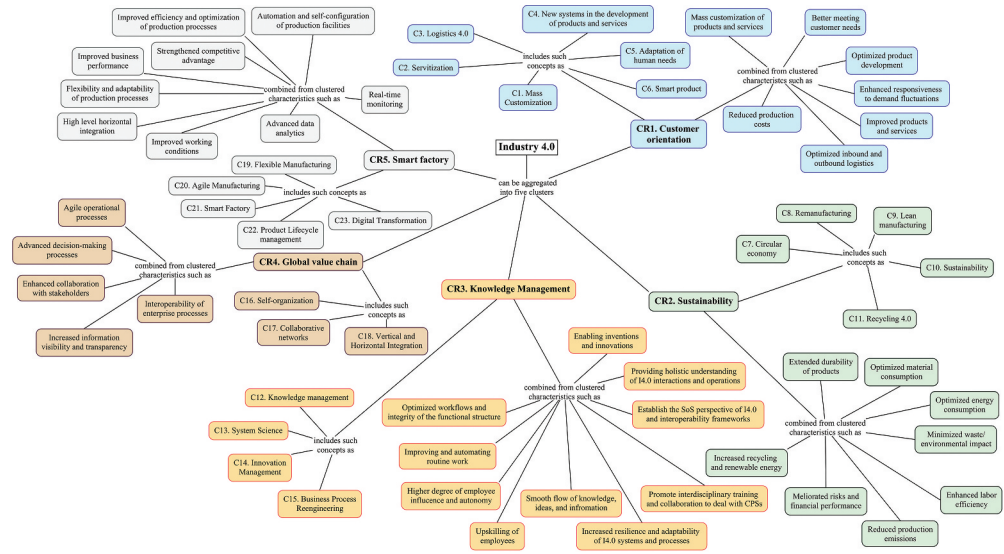 Improved efficiency and optimization
of production processes
Automation and self-configuration
of production facilities
Improved business
performance
Strengthened competitive
advantage
Flexibility and adaptability
of production processes
combined from clustered
characteristics such as
Real-time
monitoring
High level horizontal
integration
Improved working
conditions
Advanced data
analytics
CR5. Smart factory
C19. Flexible Manufacturing
C20. Agile Manufacturing
includes such concepts as
C21. Smart Factory
C22. Product Lifecycle
management
C23. Digital Transformation
C4. New systems in the development
of products and services
C3. Logistics 4.0
C2. Servitization
includes such
concepts as
C5. Adaptation of
human needs
C1. Mass
Customization
C6. Smart product
Mass customization of
products and services
Better meeting
customer needs
Optimized product
development
combined from clustered
characteristics such as
Enhanced responsiveness
to demand fluctuations
Reduced production
costs
Improved products
and services
Optimized inbound and
outbound logistics
CR1. Customer
orientation
Industry 4.0
can be aggregated
into five clusters
Agile operational
processes
Advanced decision-making
processes
combined from clustered
characteristics such as
Enhanced collaboration
with stakeholders
Interoperability of
enterprise processes
Increased information
visibility and transparency
CR4. Global value chain
C16. Self-organization
includes such
concepts as
C17. Collaborative
networks
C18. Vertical and
Horizontal Integration
CR3. Knowledge Management
C12. Knowledge management
C13. System Science
includes such
concepts as
C14. Innovation
Management
C15. Business Process
Reengineering
Enabling inventions
and innovations
Providing holistic understanding
of I4.0 interactions and operations
combined from clustered
characteristics such as
Optimized workflows and
integrity of the functional structure
Establish the SoS perspective of I4.0
and interoperability frameworks
Improving and automating
routine work
Higher degree of employee
influcence and autonomy
Smooth flow of knowledge,
ideas, and infromation
Promote interdisciplinary training
and collaboration to deal with CPSs
Upskilling of
employees
Increased resilience and adaptability
of I4.0 systems and processes
CR2. Sustainability
C8. Remanufacturing
C9. Lean
manufacturing
C7. Circular
economy
includes such
concepts as
C10. Sustainability
C11. Recycling 4.0
Extended durability
of products
Optimized material
consumption
Optimized energy
consumption
combined from clustered
characteristics such as
Minimized waste/
environmental impact
Increased recycling
and renewable energy
Meliorated risks and
financial performance
Enhanced labor
efficiency
Reduced production
emissions